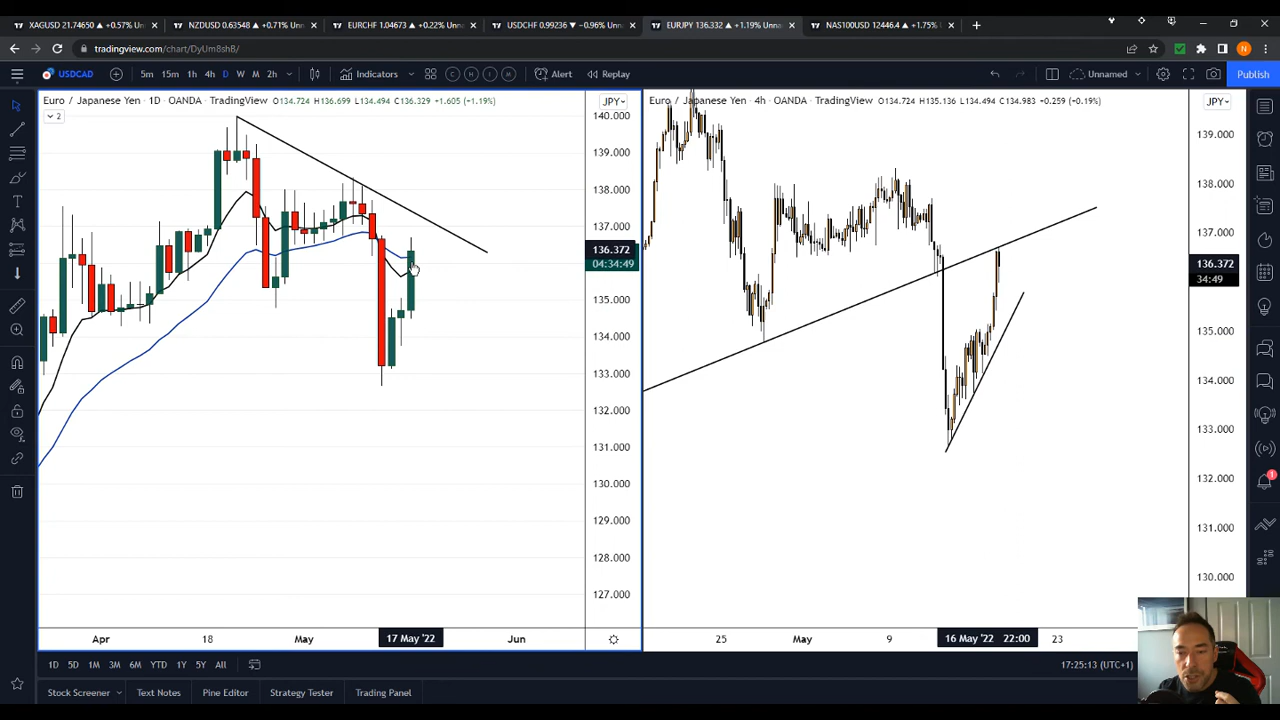 XAGUSD 21.74650 ▲ +0.57% Unna
NZDUSD 0.63548 ▲ +0.71% Unna
EURCHF 1.04673 ▲ +0.22% Unna
USDCHF 0.99236 ▼ −0.96% Unna
EURJPY 136.332 ▲ +1.19% Unna
NAS100USD 12446.4 ▲ +1.75%
tradingview.com/chart/DyUm8shB/
USDCAD 5m 15m 1h 4h D W M 2h Indicators C H I M Alert Replay Unnamed Publish
Euro / Japanese Yen · 1D · OANDA · TradingView O134.724 H136.699 L134.494 C136.329 +1.605 (+1.19%)
JPY
2
140.000
139.000
138.000
137.000
136.372
04:34:49
135.000
134.000
133.000
132.000
131.000
130.000
129.000
128.000
127.000
Apr 18 May 17 May '22 Jun
Euro / Japanese Yen · 4h · OANDA · TradingView O134.724 H135.136 L134.494 C134.983 +0.259 (+0.19%)
JPY
139.000
138.000
137.000
136.372
34:49
135.000
134.000
133.000
132.000
131.000
130.000
25 May 9 16 May '22 22:00 23
1
1D 5D 1M 3M 6M YTD 1Y 5Y All
17:25:13 (UTC+1)
Stock Screener Text Notes Pine Editor Strategy Tester Trading Panel